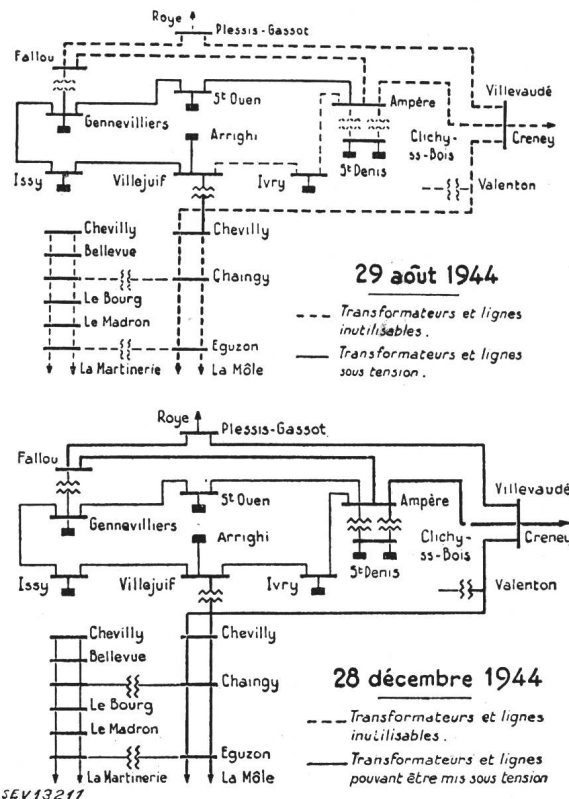 Roye
Plessis-Gassot
Fallou
Villevaudé
St Ouen
Ampère
Gennevilliers
Arrighi
Clichy-
ss-Bois
Creney
St Denis
Issy
Villejuif
Ivry
Valenton
Chevilly
Chevilly
Bellevue
Chaingy
Le Bourg
Le Madron
Eguzon
La Martinerie
La Môle
29 août 1944
Transformateurs et lignes
inutilisables.
Transformateurs et lignes
sous tension.
Roye
Plessis-Gassot
Fallou
Villevaudé
St Ouen
Ampère
Gennevilliers
Arrighi
Clichy-
ss-Bois
Creney
St Denis
Issy
Villejuif
Ivry
Valenton
Chevilly
Chevilly
Bellevue
Chaingy
Le Bourg
Le Madron
Eguzon
La Martinerie
La Môle
28 décembre 1944
Transformateurs et lignes
inutilisables.
Transformateurs et lignes
pouvant être mis sous tension
SEV13211